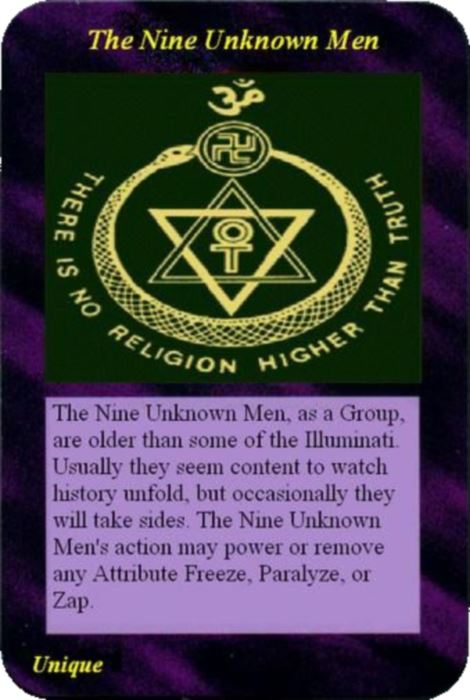 The Nine Unknown Men
ॐ
THERE IS NO RELIGION HIGHER THAN TRUTH
The Nine Unknown Men, as a Group,
are older than some of the Illuminati.
Usually they seem content to watch
history unfold, but occasionally they
will take sides. The Nine Unknown
Men's action may power or remove
any Attribute Freeze, Paralyze, or
Zap.
Unique